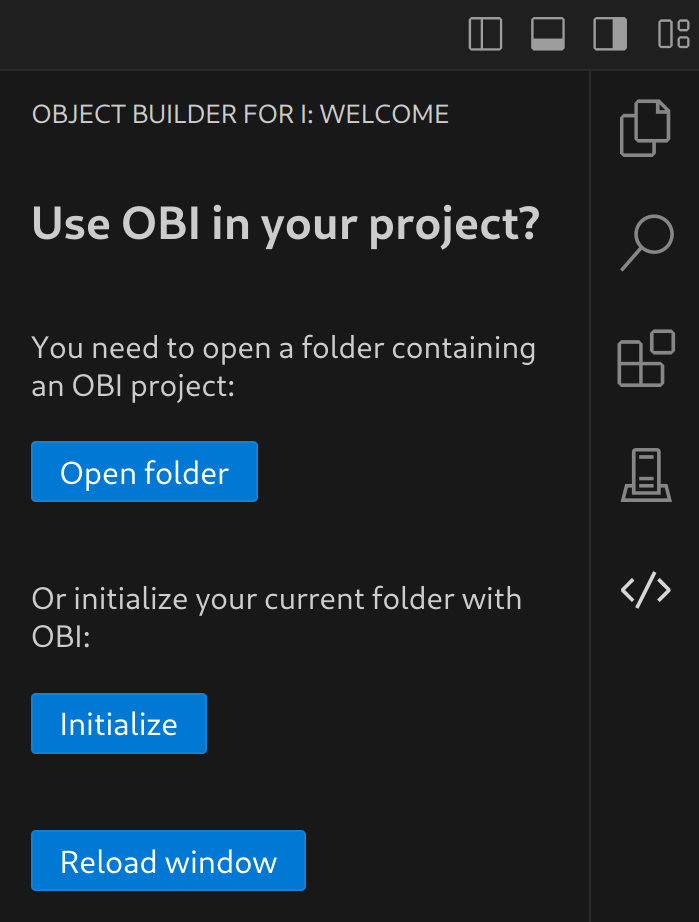 OBJECT BUILDER FOR I: WELCOME
Use OBI in your project?
You need to open a folder containing
an OBI project:
Open folder
Or initialize your current folder with
OBI:
Initialize
Reload window